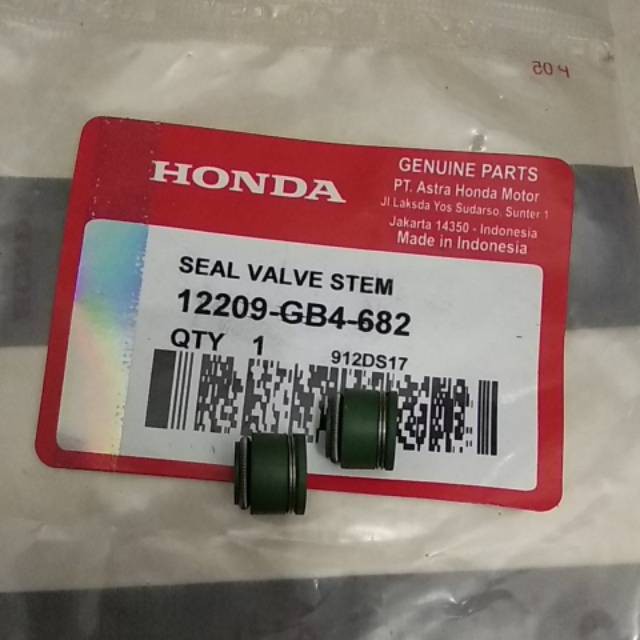 HONDA
GENUINE PARTS
PT. Astra Honda Motor
Jl Laksda Yos Sudarso, Sunter 1
Jakarta 14350 - Indonesia
Made in Indonesia
SEAL VALVE STEM
12209-GB4-682
QTY 1
912DS17